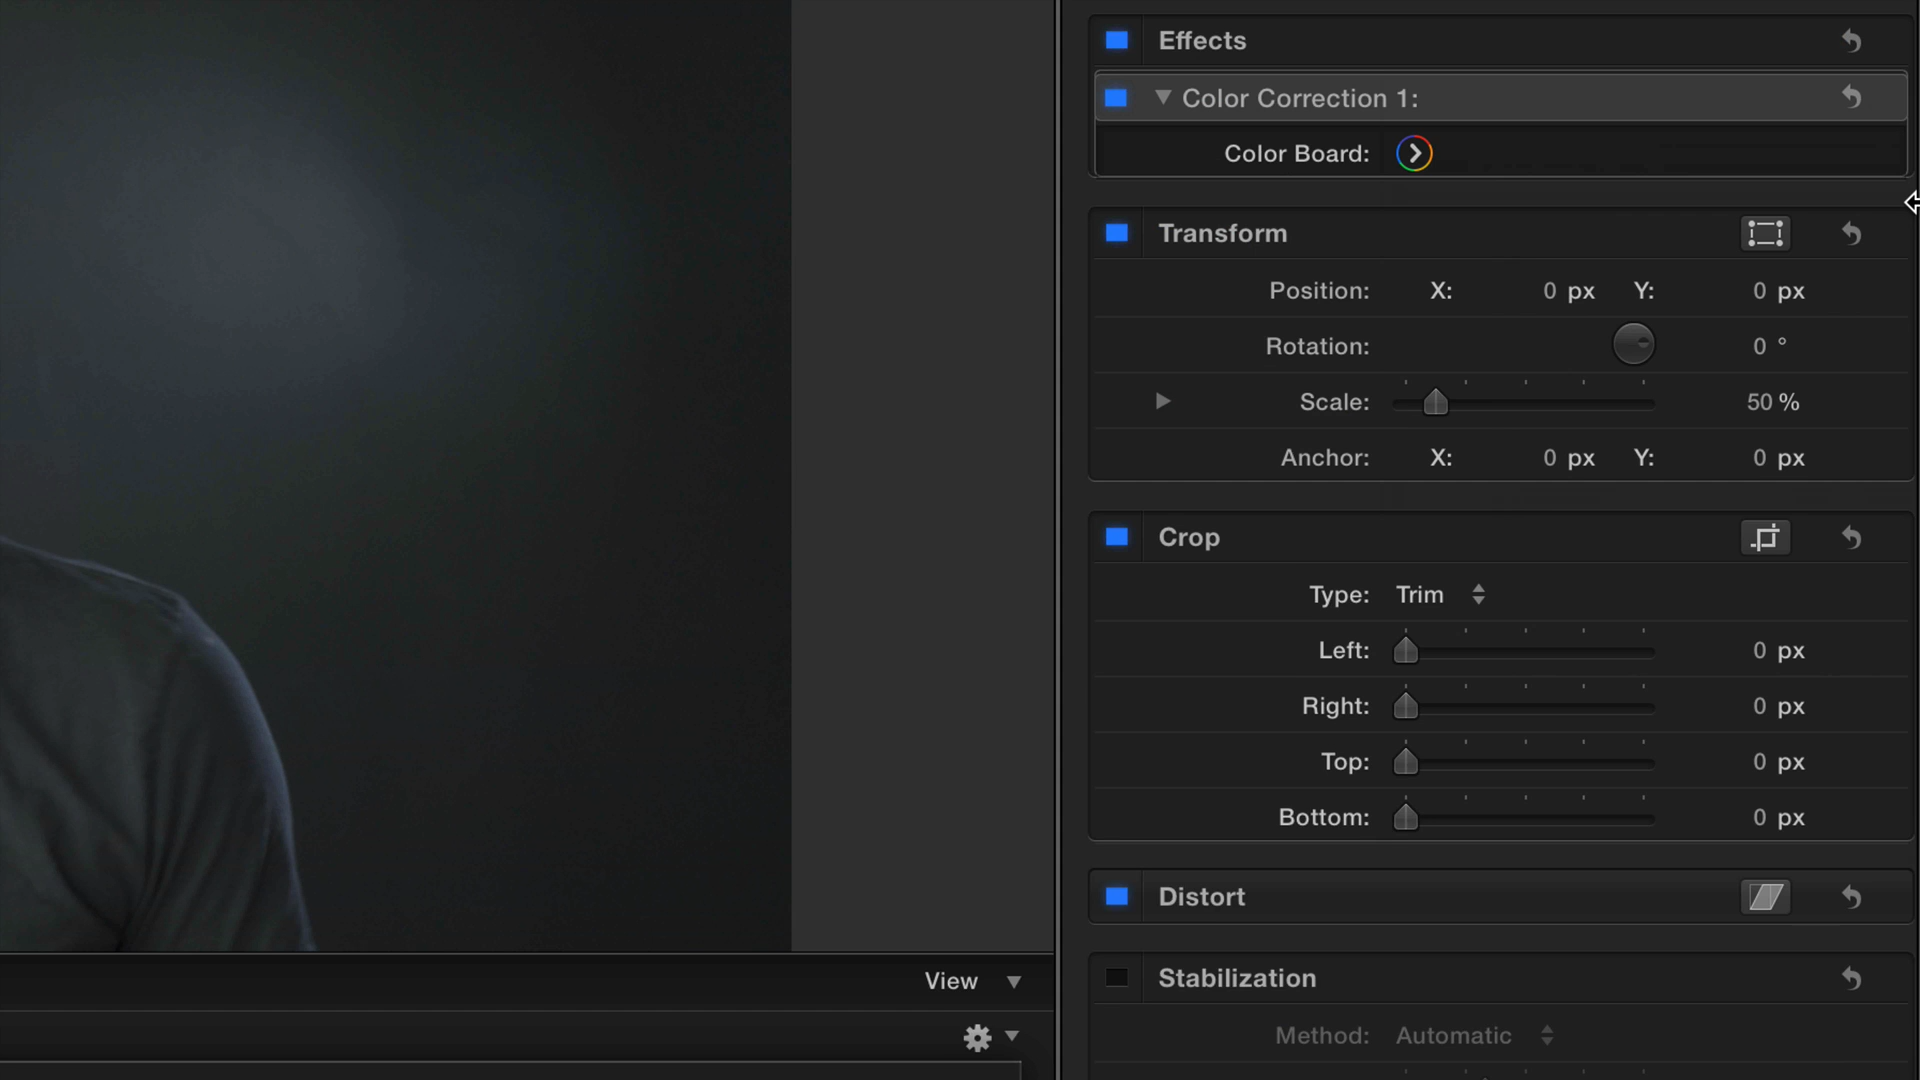 Effects
Color Correction 1:
Color Board:
Transform
Position: X: 0 px Y: 0 px
Rotation: 0 °
Scale: 50 %
Anchor: X: 0 px Y: 0 px
Crop
Type: Trim
Left: 0 px
Right: 0 px
Top: 0 px
Bottom: 0 px
Distort
Stabilization
Method: Automatic
View